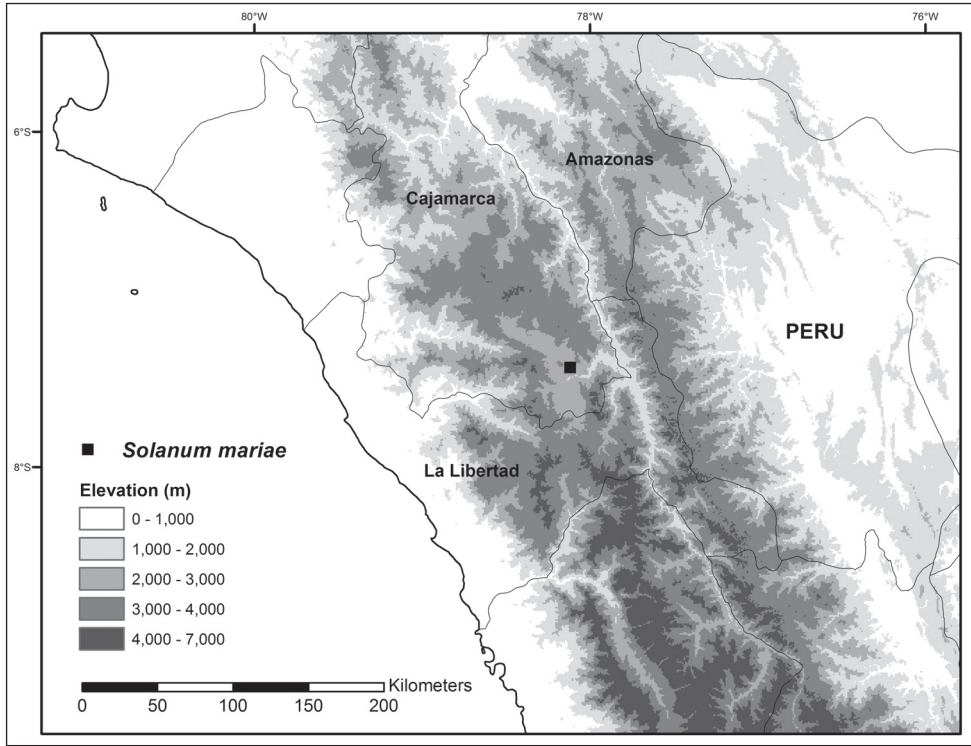 80°W 78°W 76°W
6°S
Amazonas
Cajamarca
PERU
Solanum mariae
8°S
La Libertad
Elevation (m)
0 - 1,000
1,000 - 2,000
2,000 - 3,000
3,000 - 4,000
4,000 - 7,000
Kilometers
0 50 100 150 200